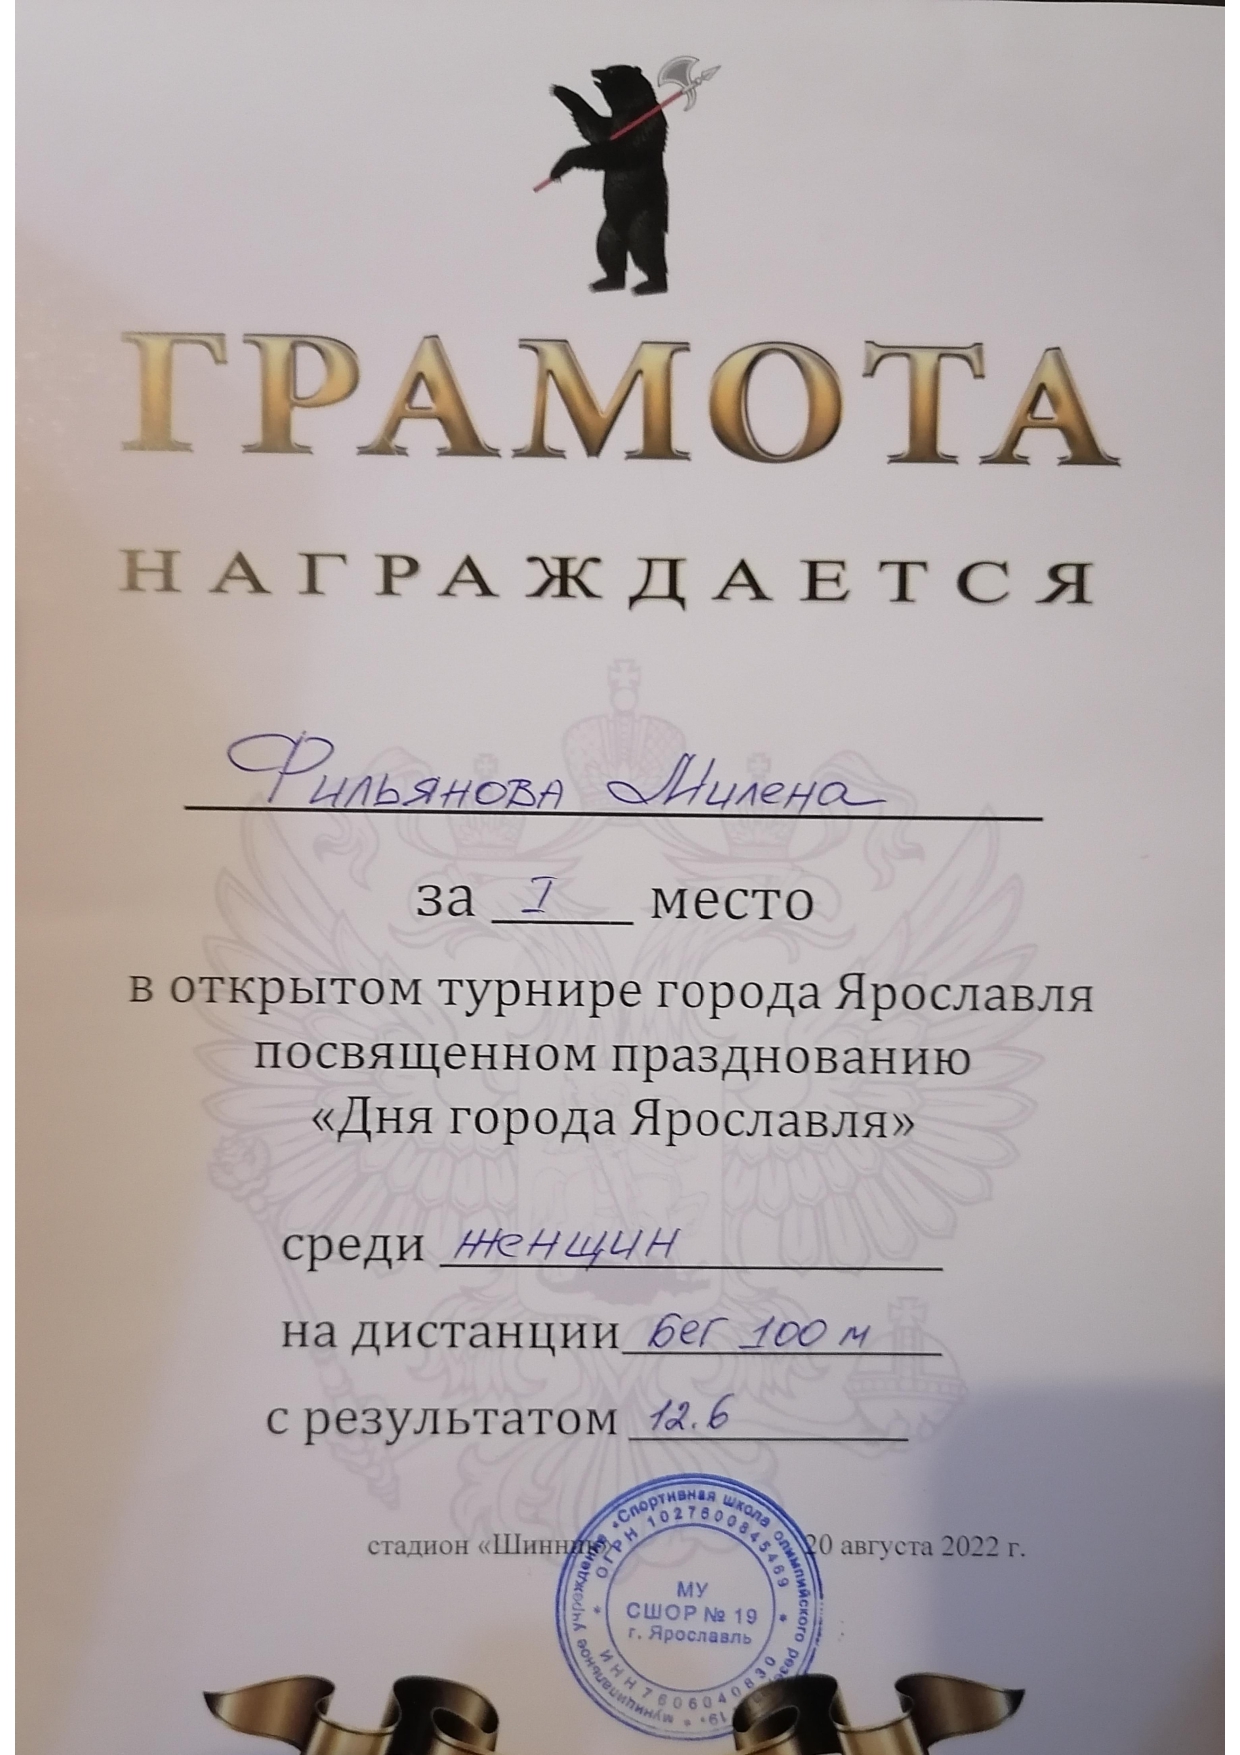 ГРАМОТА
НАГРАЖДАЕТСЯ
Фильянова Милена
за I место
в открытом турнире города Ярославля
посвященном празднованию
«Дня города Ярославля»
среди женщин
на дистанции бег 100 м
с результатом 12.6
стадион «Шинник» 20 августа 2022 г.
муниципальное учреждение «Спортивная школа олимпийского
19»
* ОГРН 1027600845469 *
ИНН 7606040830
МУ
СШОР № 19
г. Ярославль